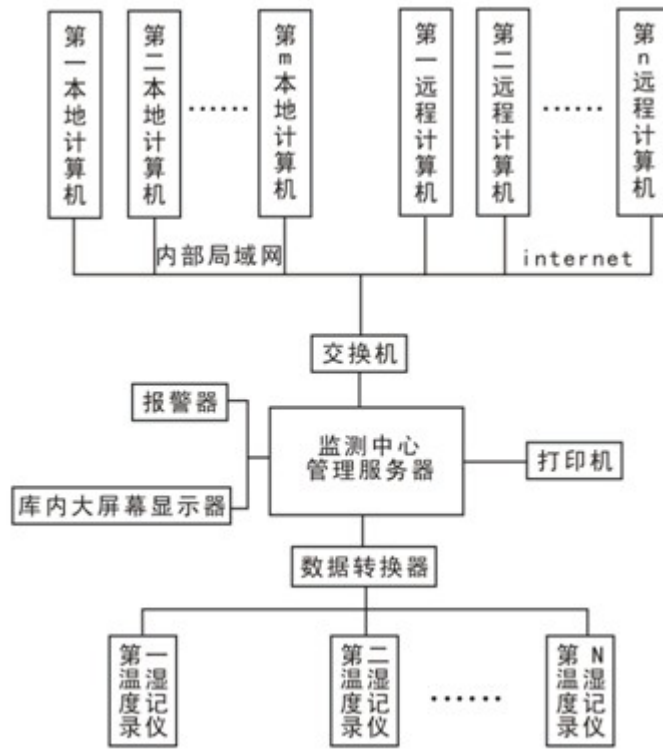 第一本地计算机
第二本地计算机
……
第m本地计算机
第一远程计算机
第二远程计算机
……
第n远程计算机
内部局域网
internet
交换机
报警器
监测中心
管理服务器
打印机
库内大屏幕显示器
数据转换器
第一温湿度记录仪
第二温湿度记录仪
……
第N温湿度记录仪